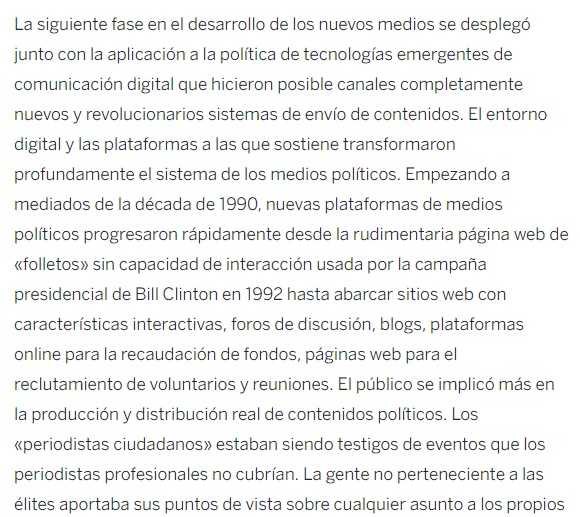 La siguiente fase en el desarrollo de los nuevos medios se desplegó
junto con la aplicación a la política de tecnologías emergentes de
comunicación digital que hicieron posible canales completamente
nuevos y revolucionarios sistemas de envío de contenidos. El entorno
digital y las plataformas a las que sostiene transformaron
profundamente el sistema de los medios políticos. Empezando a
mediados de la década de 1990, nuevas plataformas de medios
políticos progresaron rápidamente desde la rudimentaria página web de
«folletos» sin capacidad de interacción usada por la campaña
presidencial de Bill Clinton en 1992 hasta abarcar sitios web con
características interactivas, foros de discusión, blogs, plataformas
online para la recaudación de fondos, páginas web para el
reclutamiento de voluntarios y reuniones. El público se implicó más en
la producción y distribución real de contenidos políticos. Los
«periodistas ciudadanos» estaban siendo testigos de eventos que los
periodistas profesionales no cubrían. La gente no perteneciente a las
élites aportaba sus puntos de vista sobre cualquier asunto a los propios